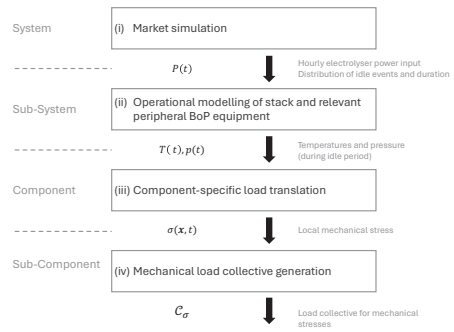 System
(i) Market simulation
P(t)
Hourly electrolyser power input
Distribution of idle events and duration
Sub-System
(ii) Operational modelling of stack and relevant
peripheral BoP equipment
T(t), p(t)
Temperatures and pressure
(during idle period)
Component
(iii) Component-specific load translation
σ(x, t)
Local mechanical stress
Sub-Component
(iv) Mechanical load collective generation
𝒞σ
Load collective for mechanical
stresses